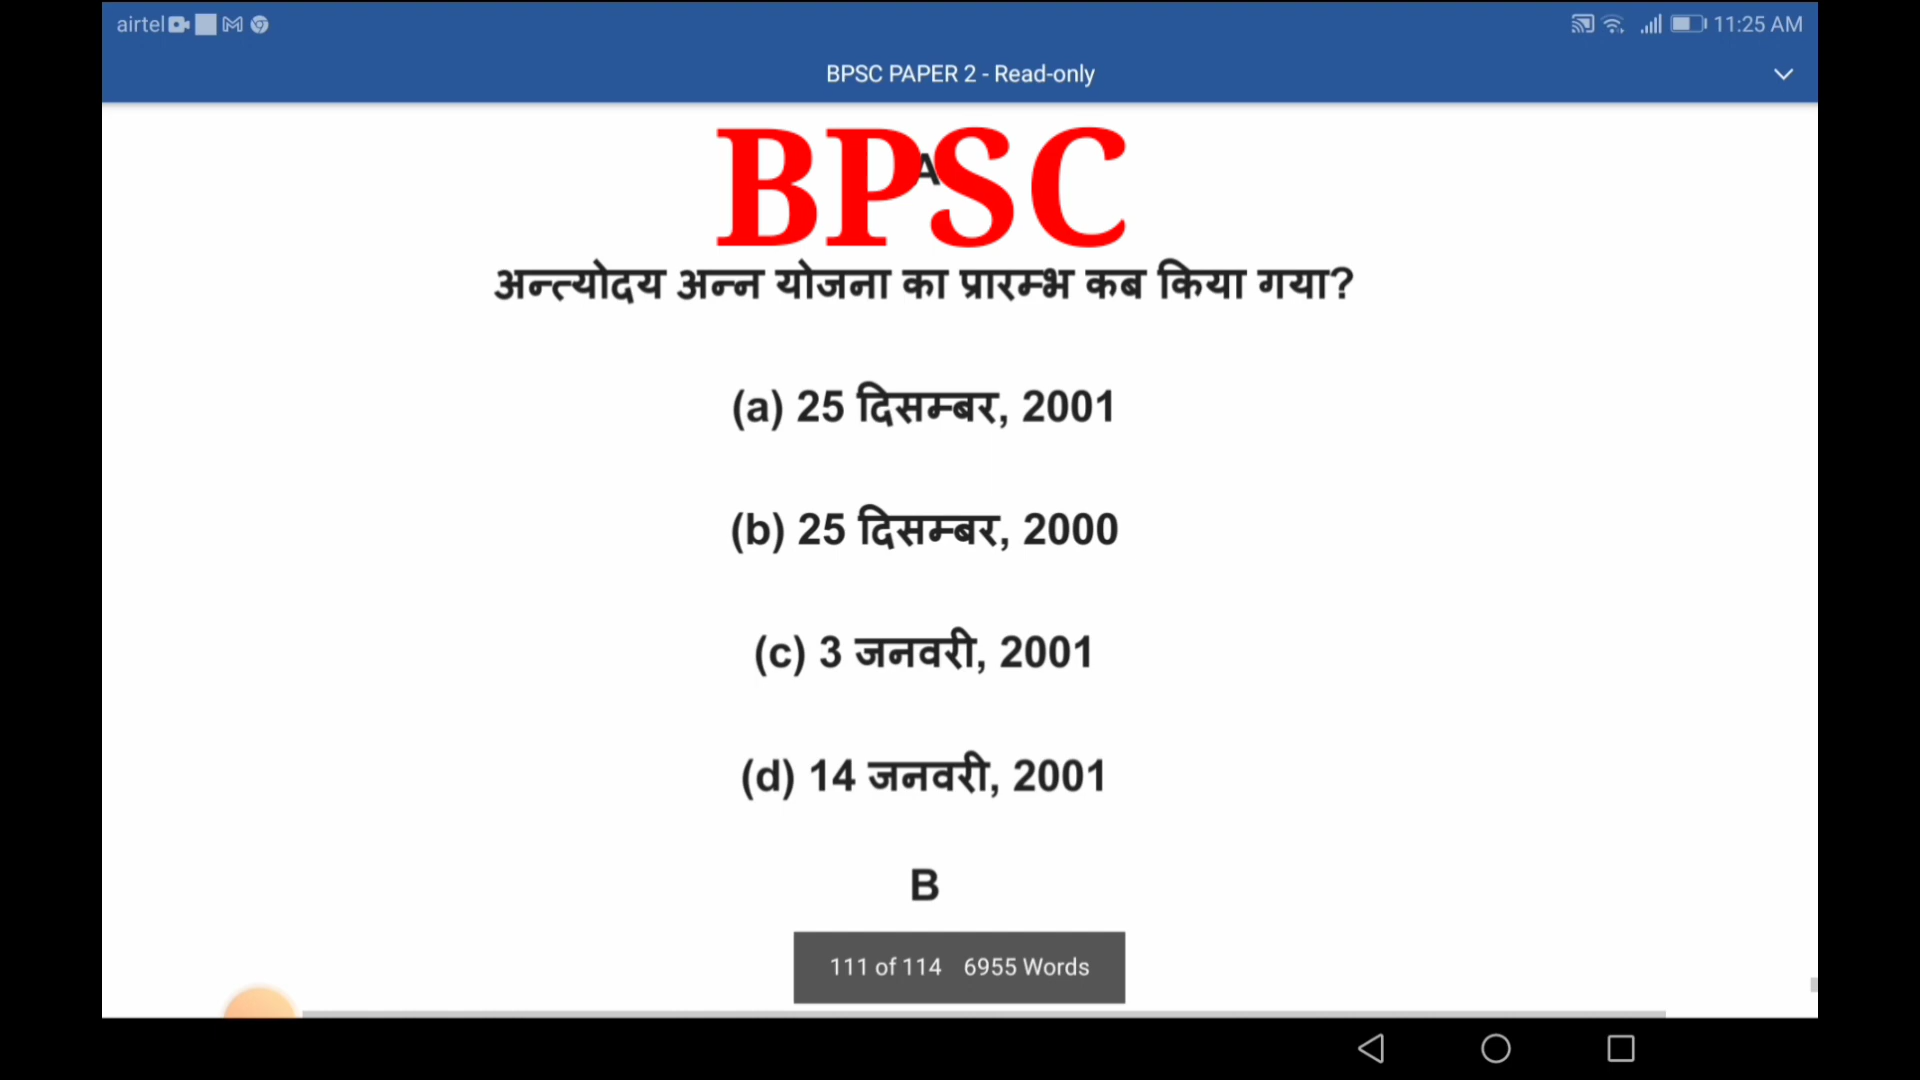 airtel
11:25 AM
BPSC PAPER 2 - Read-only
A
BPSC
अन्त्योदय अन्न योजना का प्रारम्भ कब किया गया?
(a) 25 दिसम्बर, 2001
(b) 25 दिसम्बर, 2000
(c) 3 जनवरी, 2001
(d) 14 जनवरी, 2001
B
111 of 114 6955 Words